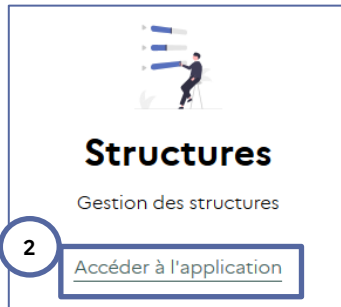 Structures
Gestion des structures
2
Accéder à l'application